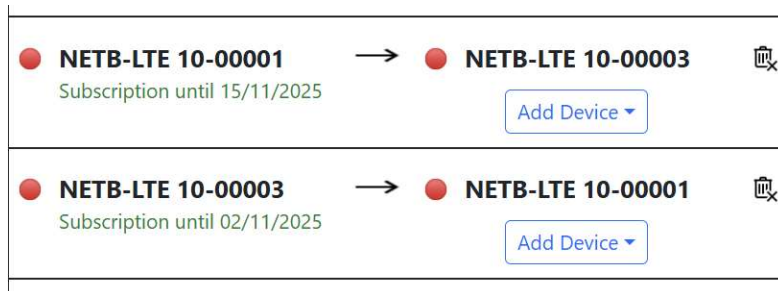 NETB-LTE 10-00001 → NETB-LTE 10-00003
Subscription until 15/11/2025
Add Device
NETB-LTE 10-00003 → NETB-LTE 10-00001
Subscription until 02/11/2025
Add Device